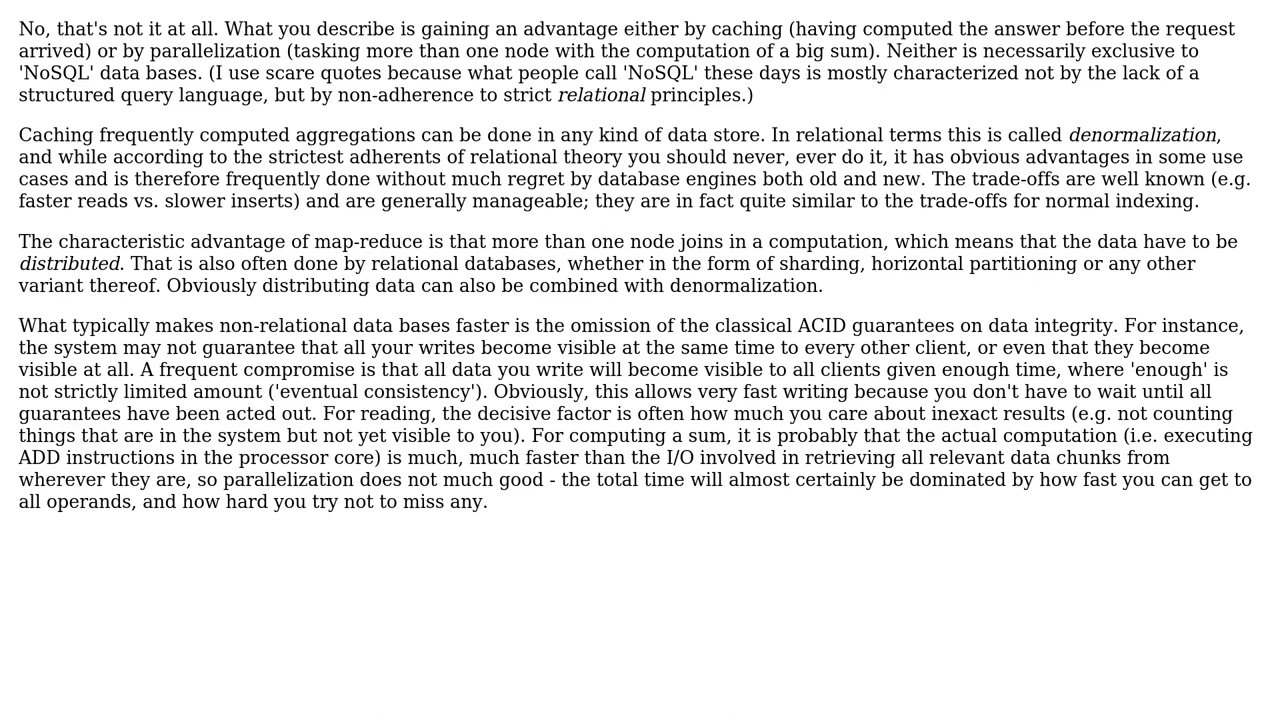 No, that's not it at all. What you describe is gaining an advantage either by caching (having computed the answer before the request
arrived) or by parallelization (tasking more than one node with the computation of a big sum). Neither is necessarily exclusive to
'NoSQL' data bases. (I use scare quotes because what people call 'NoSQL' these days is mostly characterized not by the lack of a
structured query language, but by non-adherence to strict relational principles.)
Caching frequently computed aggregations can be done in any kind of data store. In relational terms this is called denormalization,
and while according to the strictest adherents of relational theory you should never, ever do it, it has obvious advantages in some use
cases and is therefore frequently done without much regret by database engines both old and new. The trade-offs are well known (e.g.
faster reads vs. slower inserts) and are generally manageable; they are in fact quite similar to the trade-offs for normal indexing.
The characteristic advantage of map-reduce is that more than one node joins in a computation, which means that the data have to be
distributed. That is also often done by relational databases, whether in the form of sharding, horizontal partitioning or any other
variant thereof. Obviously distributing data can also be combined with denormalization.
What typically makes non-relational data bases faster is the omission of the classical ACID guarantees on data integrity. For instance,
the system may not guarantee that all your writes become visible at the same time to every other client, or even that they become
visible at all. A frequent compromise is that all data you write will become visible to all clients given enough time, where 'enough' is
not strictly limited amount ('eventual consistency'). Obviously, this allows very fast writing because you don't have to wait until all
guarantees have been acted out. For reading, the decisive factor is often how much you care about inexact results (e.g. not counting
things that are in the system but not yet visible to you). For computing a sum, it is probably that the actual computation (i.e. executing
ADD instructions in the processor core) is much, much faster than the I/O involved in retrieving all relevant data chunks from
wherever they are, so parallelization does not much good - the total time will almost certainly be dominated by how fast you can get to
all operands, and how hard you try not to miss any.